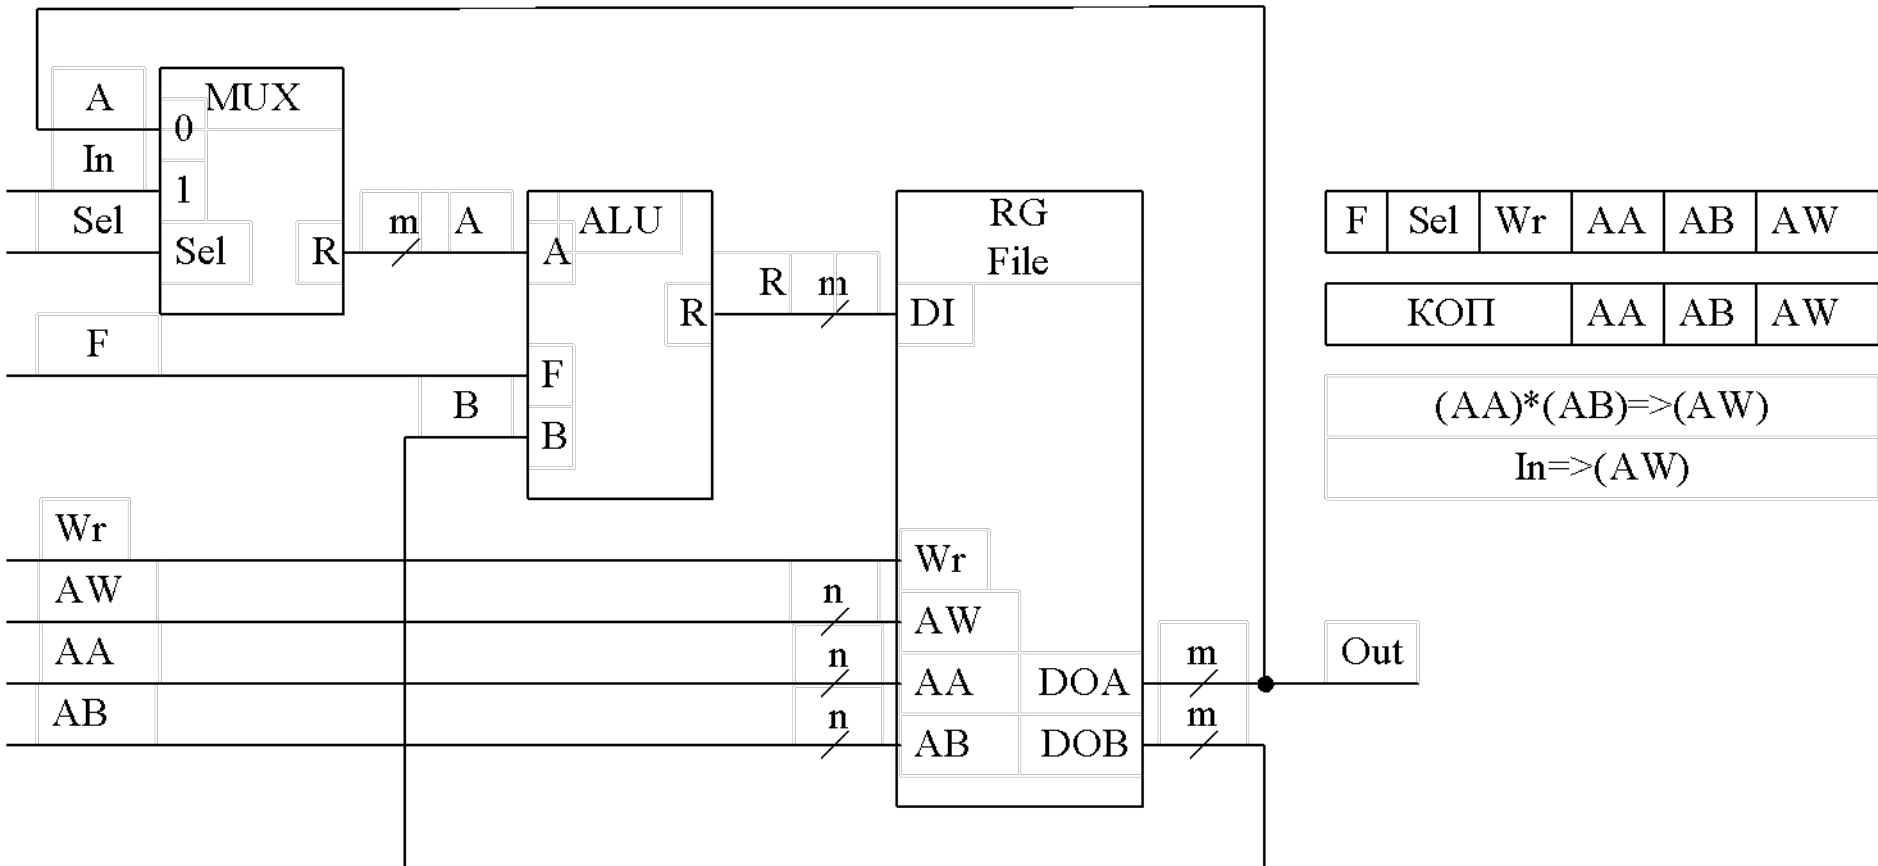 A
MUX
0
In
1
Sel
Sel
R
m
A
ALU
A
R
m
R
F
F
B
B
RG
File
DI
F Sel Wr AA AB AW
КОП AA AB AW
(AA)*(AB)=>(AW)
In=>(AW)
Wr
Wr
AW
n
AW
AA
n
AA
DOA
m
Out
AB
n
AB
DOB
m